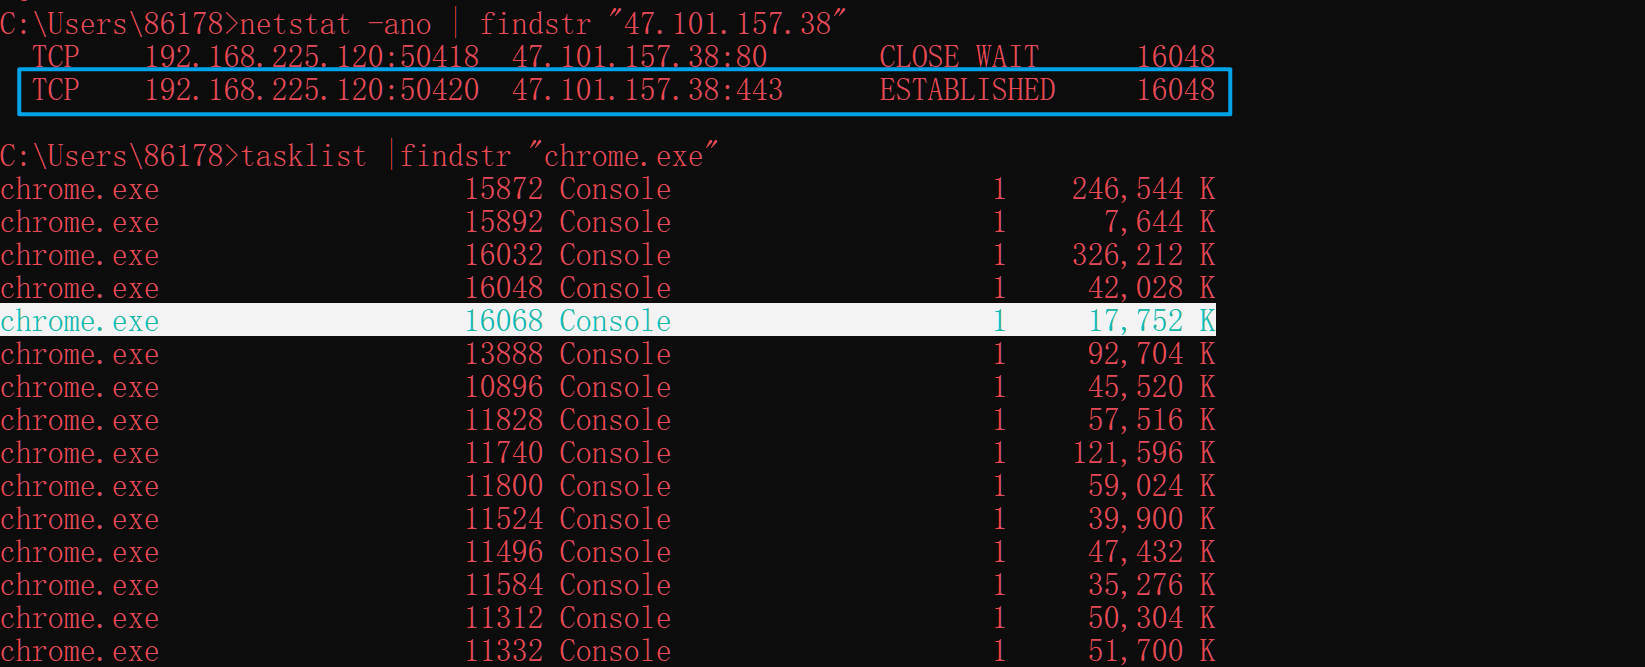 C:\Users\86178>netstat -ano | findstr "47.101.157.38"
TCP 192.168.225.120:50418 47.101.157.38:80 CLOSE_WAIT 16048
TCP 192.168.225.120:50420 47.101.157.38:443 ESTABLISHED 16048
C:\Users\86178>tasklist |findstr "chrome.exe"
chrome.exe 15872 Console 1 246,544 K
chrome.exe 15892 Console 1 7,644 K
chrome.exe 16032 Console 1 326,212 K
chrome.exe 16048 Console 1 42,028 K
chrome.exe 16068 Console 1 17,752 K
chrome.exe 13888 Console 1 92,704 K
chrome.exe 10896 Console 1 45,520 K
chrome.exe 11828 Console 1 57,516 K
chrome.exe 11740 Console 1 121,596 K
chrome.exe 11800 Console 1 59,024 K
chrome.exe 11524 Console 1 39,900 K
chrome.exe 11496 Console 1 47,432 K
chrome.exe 11584 Console 1 35,276 K
chrome.exe 11312 Console 1 50,304 K
chrome.exe 11332 Console 1 51,700 K